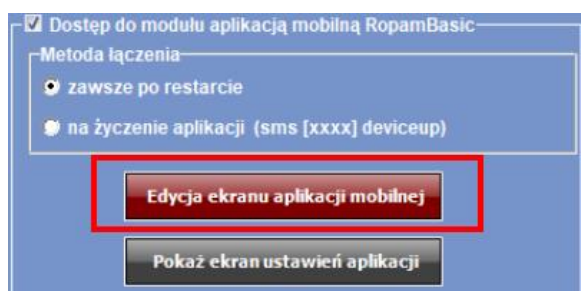 Dostęp do modułu aplikacją mobilną RopamBasic
Metoda łączenia
zawsze po restarcie
na życzenie aplikacji (sms [xxxx] deviceup)
Edycja ekranu aplikacji mobilnej
Pokaż ekran ustawień aplikacji